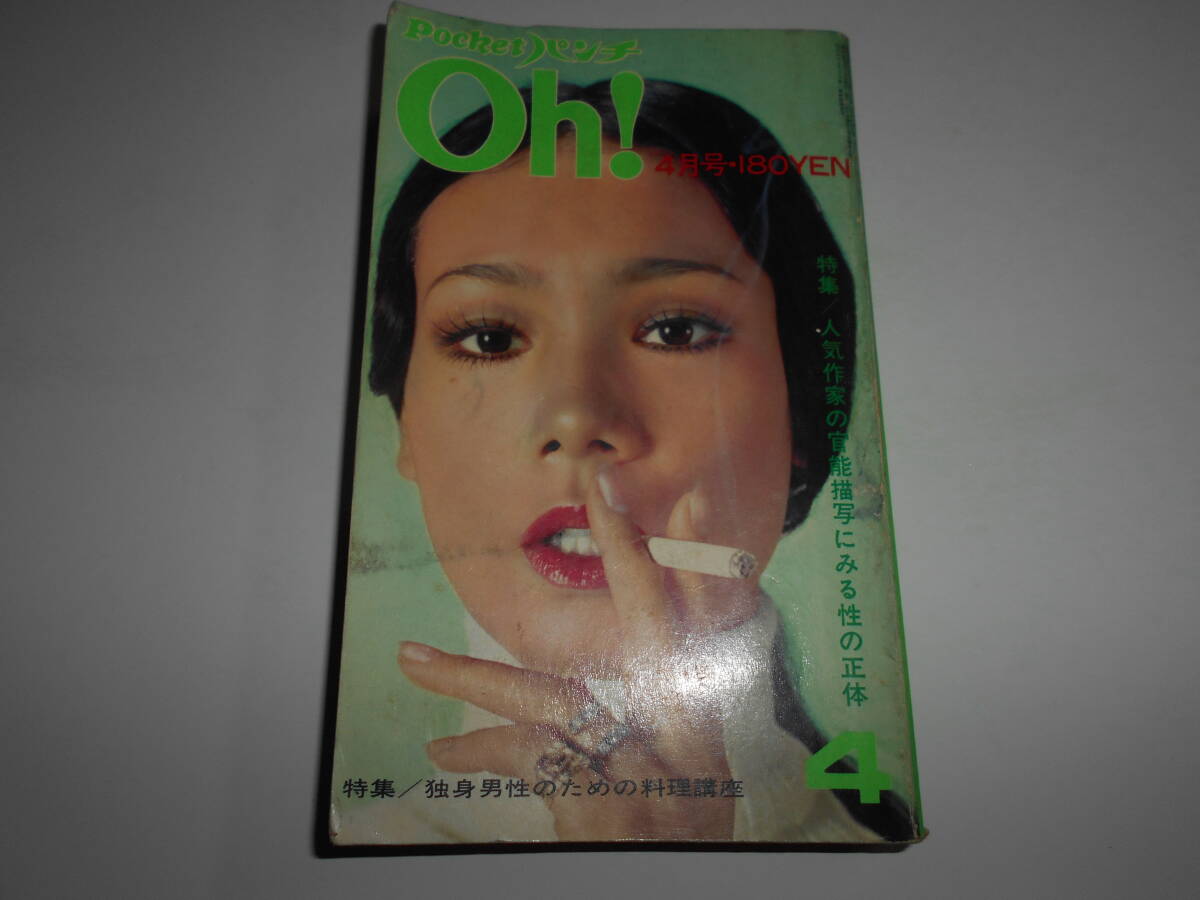 Pocketパンチ
Oh!
4月号・180YEN
特集/人気作家の官能描写にみる性の正体
4
特集/独身男性のための料理講座